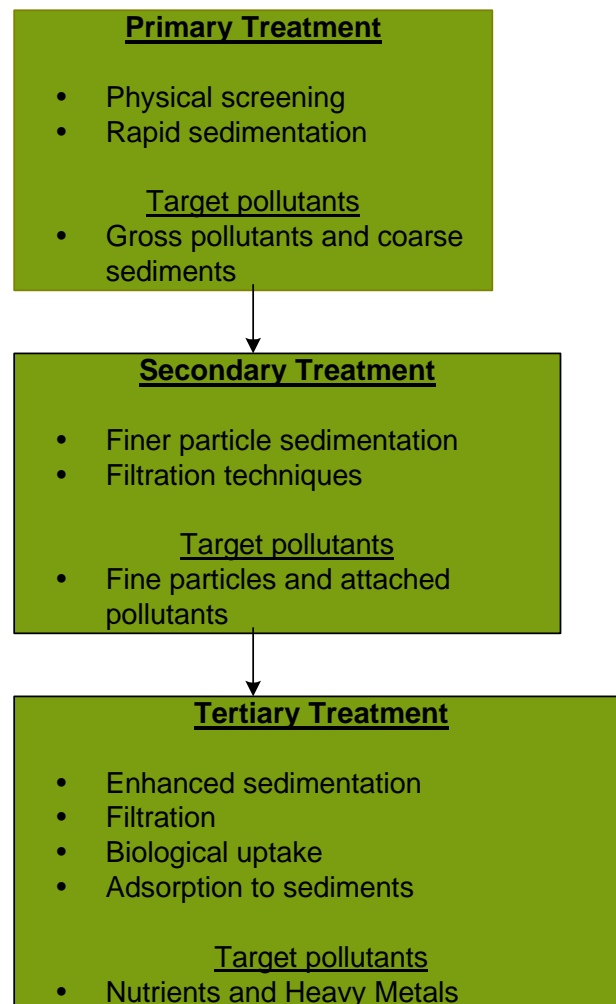 Primary Treatment
• Physical screening
• Rapid sedimentation
Target pollutants
• Gross pollutants and coarse
sediments
Secondary Treatment
• Finer particle sedimentation
• Filtration techniques
Target pollutants
• Fine particles and attached
pollutants
Tertiary Treatment
• Enhanced sedimentation
• Filtration
• Biological uptake
• Adsorption to sediments
Target pollutants
• Nutrients and Heavy Metals